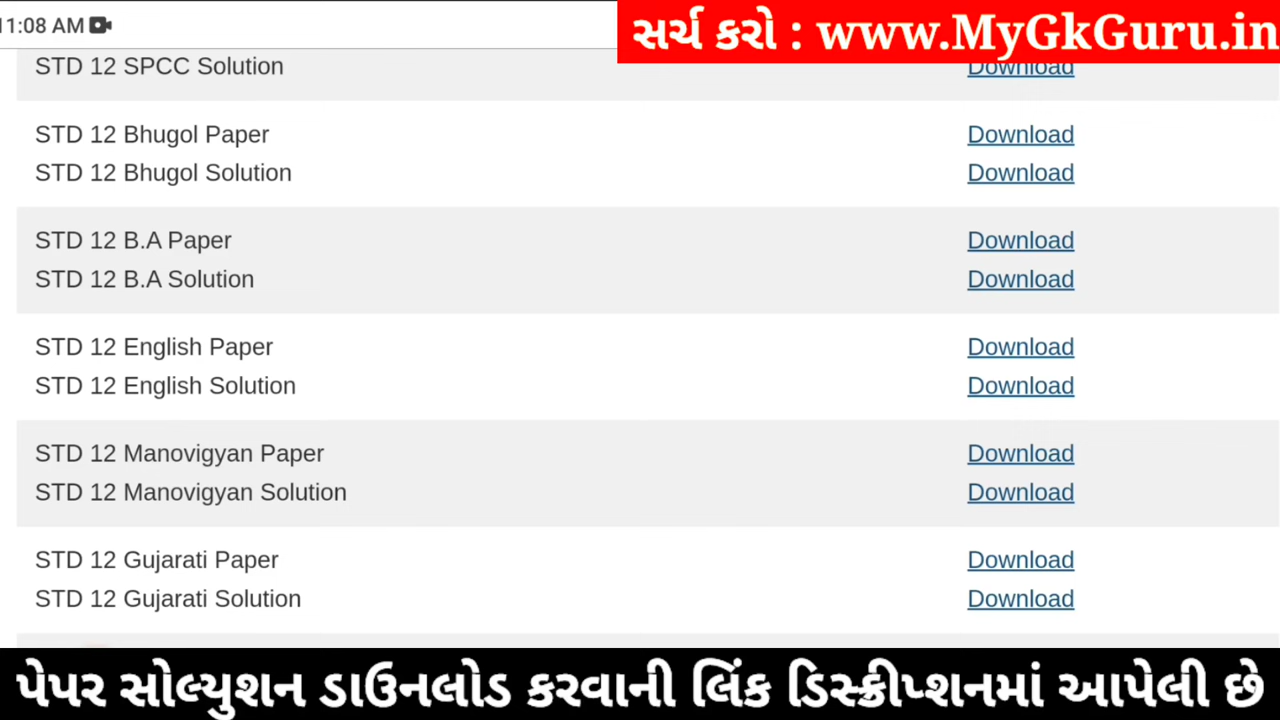 11:08 AM
સર્ચ કરો : www.MyGkGuru.in
STD 12 SPCC Solution Download
STD 12 Bhugol Paper Download
STD 12 Bhugol Solution Download
STD 12 B.A Paper Download
STD 12 B.A Solution Download
STD 12 English Paper Download
STD 12 English Solution Download
STD 12 Manovigyan Paper Download
STD 12 Manovigyan Solution Download
STD 12 Gujarati Paper Download
STD 12 Gujarati Solution Download
પેપર સોલ્યુશન ડાઉનલોડ કરવાની લિંક ડિસ્ક્રીપ્શનમાં આપેલી છે